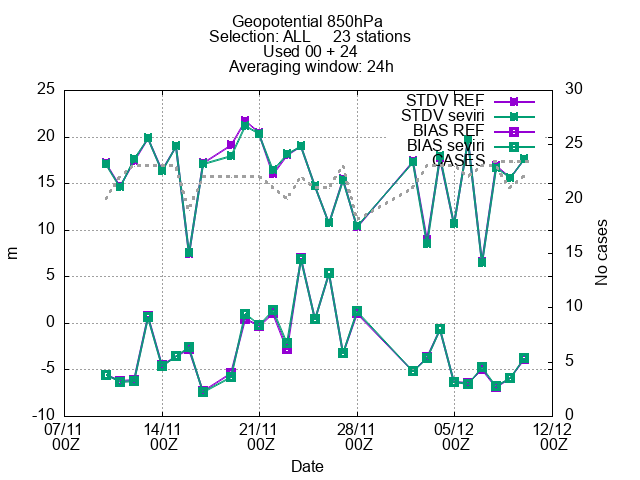 Geopotential 850hPa
Selection: ALL     23 stations
Used 00 + 24
Averaging window: 24h
25
20
15
10
5
0
-5
-10
m
30
25
20
15
10
5
0
No cases
STDV REF
STDV seviri
BIAS REF
BIAS seviri
CASES
07/11 14/11 21/11 28/11 05/12 12/12
00Z 00Z 00Z 00Z 00Z 00Z
Date